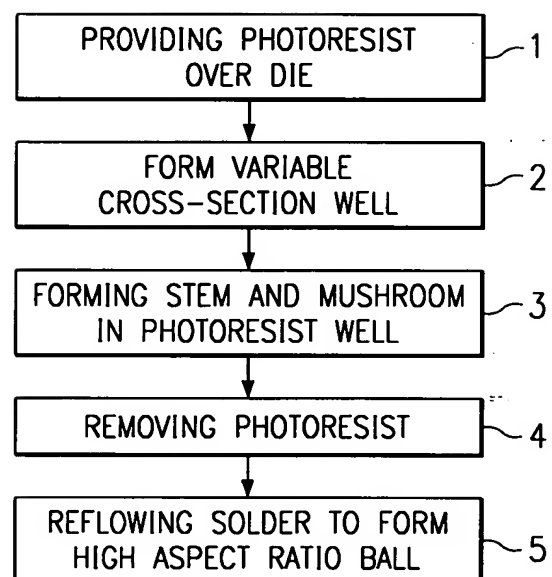 PROVIDING PHOTORESIST
OVER DIE
1
FORM VARIABLE
CROSS-SECTION WELL
2
FORMING STEM AND MUSHROOM
IN PHOTORESIST WELL
3
REMOVING PHOTORESIST
4
REFLOWING SOLDER TO FORM
HIGH ASPECT RATIO BALL
5